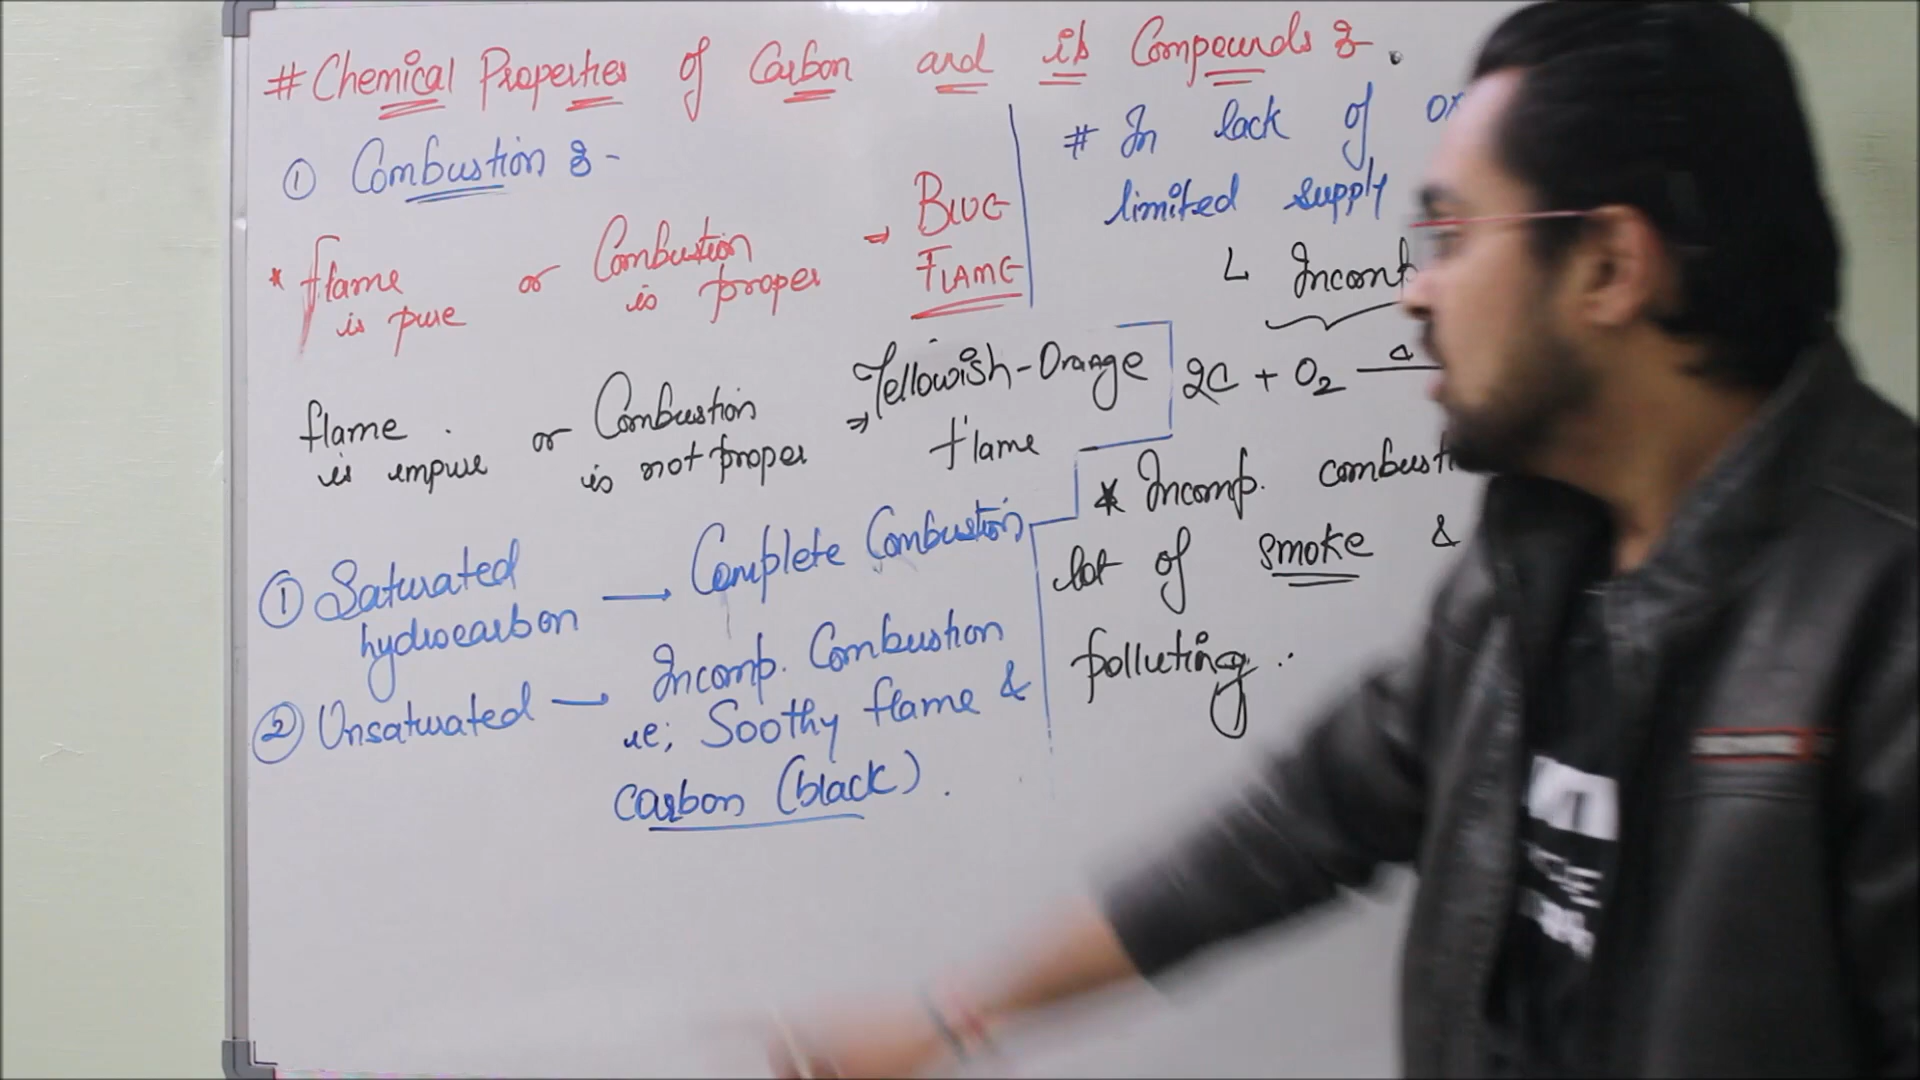 # Chemical Properties of Carbon and its Compounds :-
① Combustion :-
* flame is pure or Combustion is proper ⇒ BLUE FLAME
flame is impure or Combustion is not proper ⇒ Yellowish-Orange flame
① Saturated hydrocarbon → Complete Combustion
② Unsaturated → Incomp. Combustion
ie; Soothy flame &
carbon (black).
# In lack of
limited supply
↳
2C + O₂ Δ
* Incomp.
lot of smoke &
polluting.